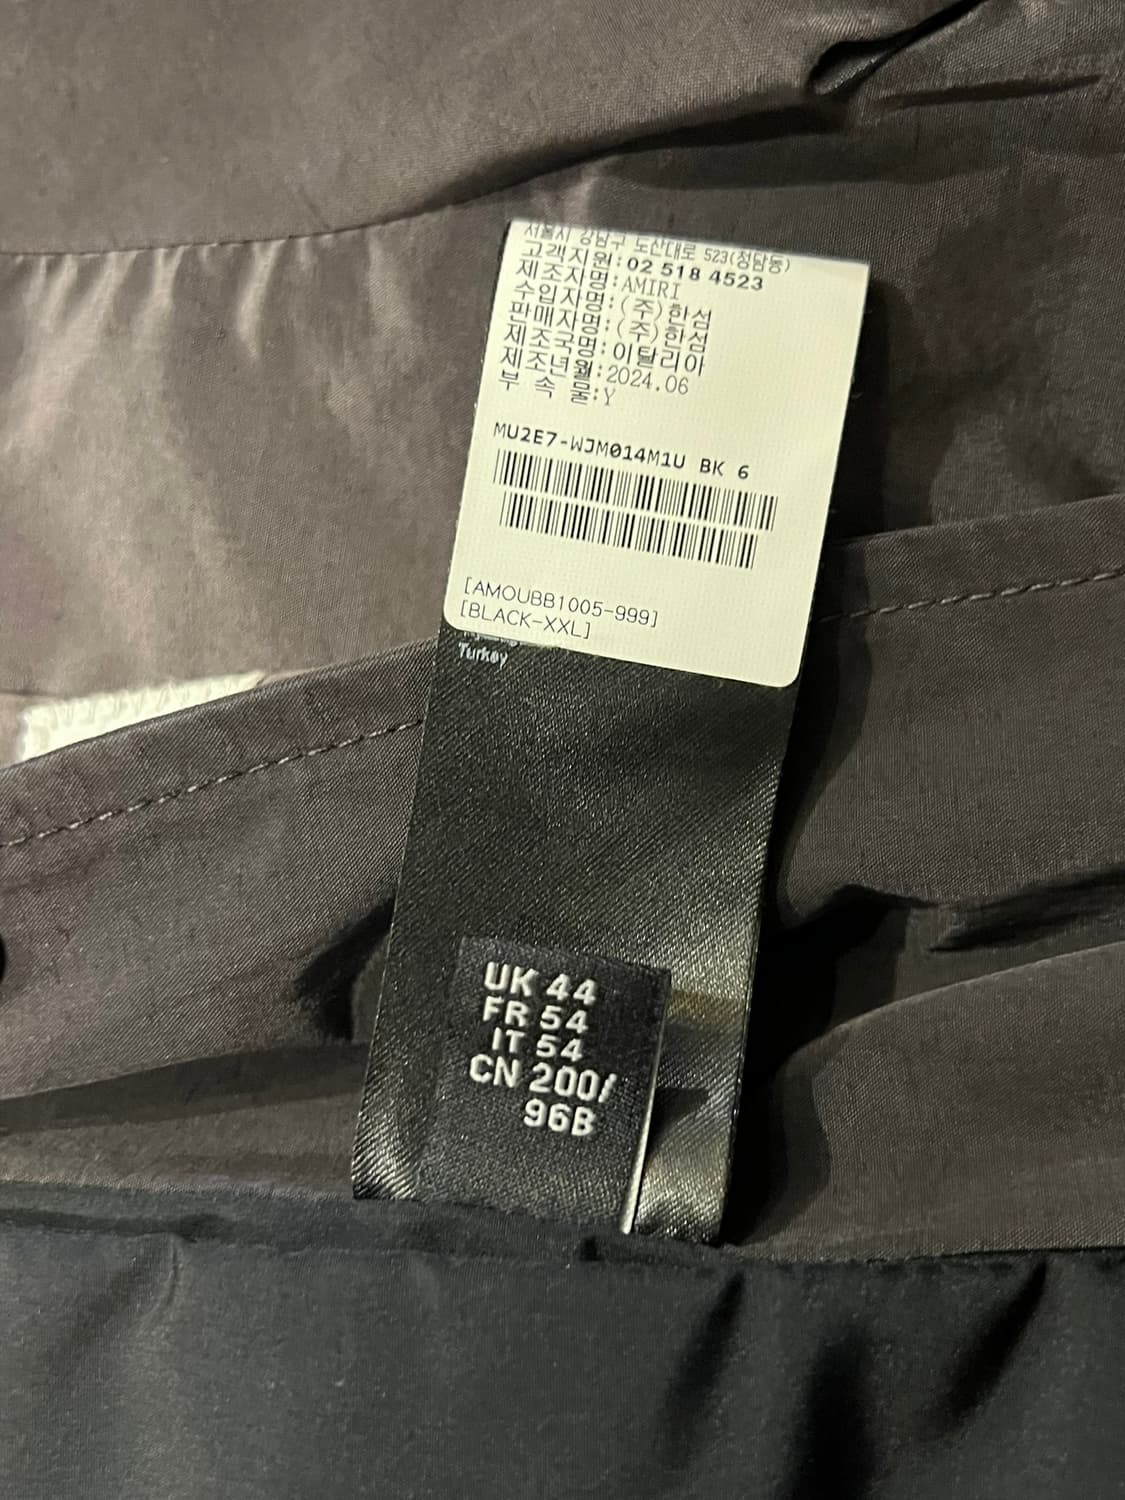 서울시 강남구 도산대로 523(청담동)
고객지원:02 518 4523
제조자명:AMIRI
수입자명:(주)한섬
판매자명:(주)한섬
제조국명:이탈리아
제조년월:2024.06
부 속 물:Y
MU2E7-WJM014M1U BK 6
[AMOUBB1005-999]
[BLACK-XXL]
Turkey
UK 44
FR 54
IT 54
CN 200/
96B